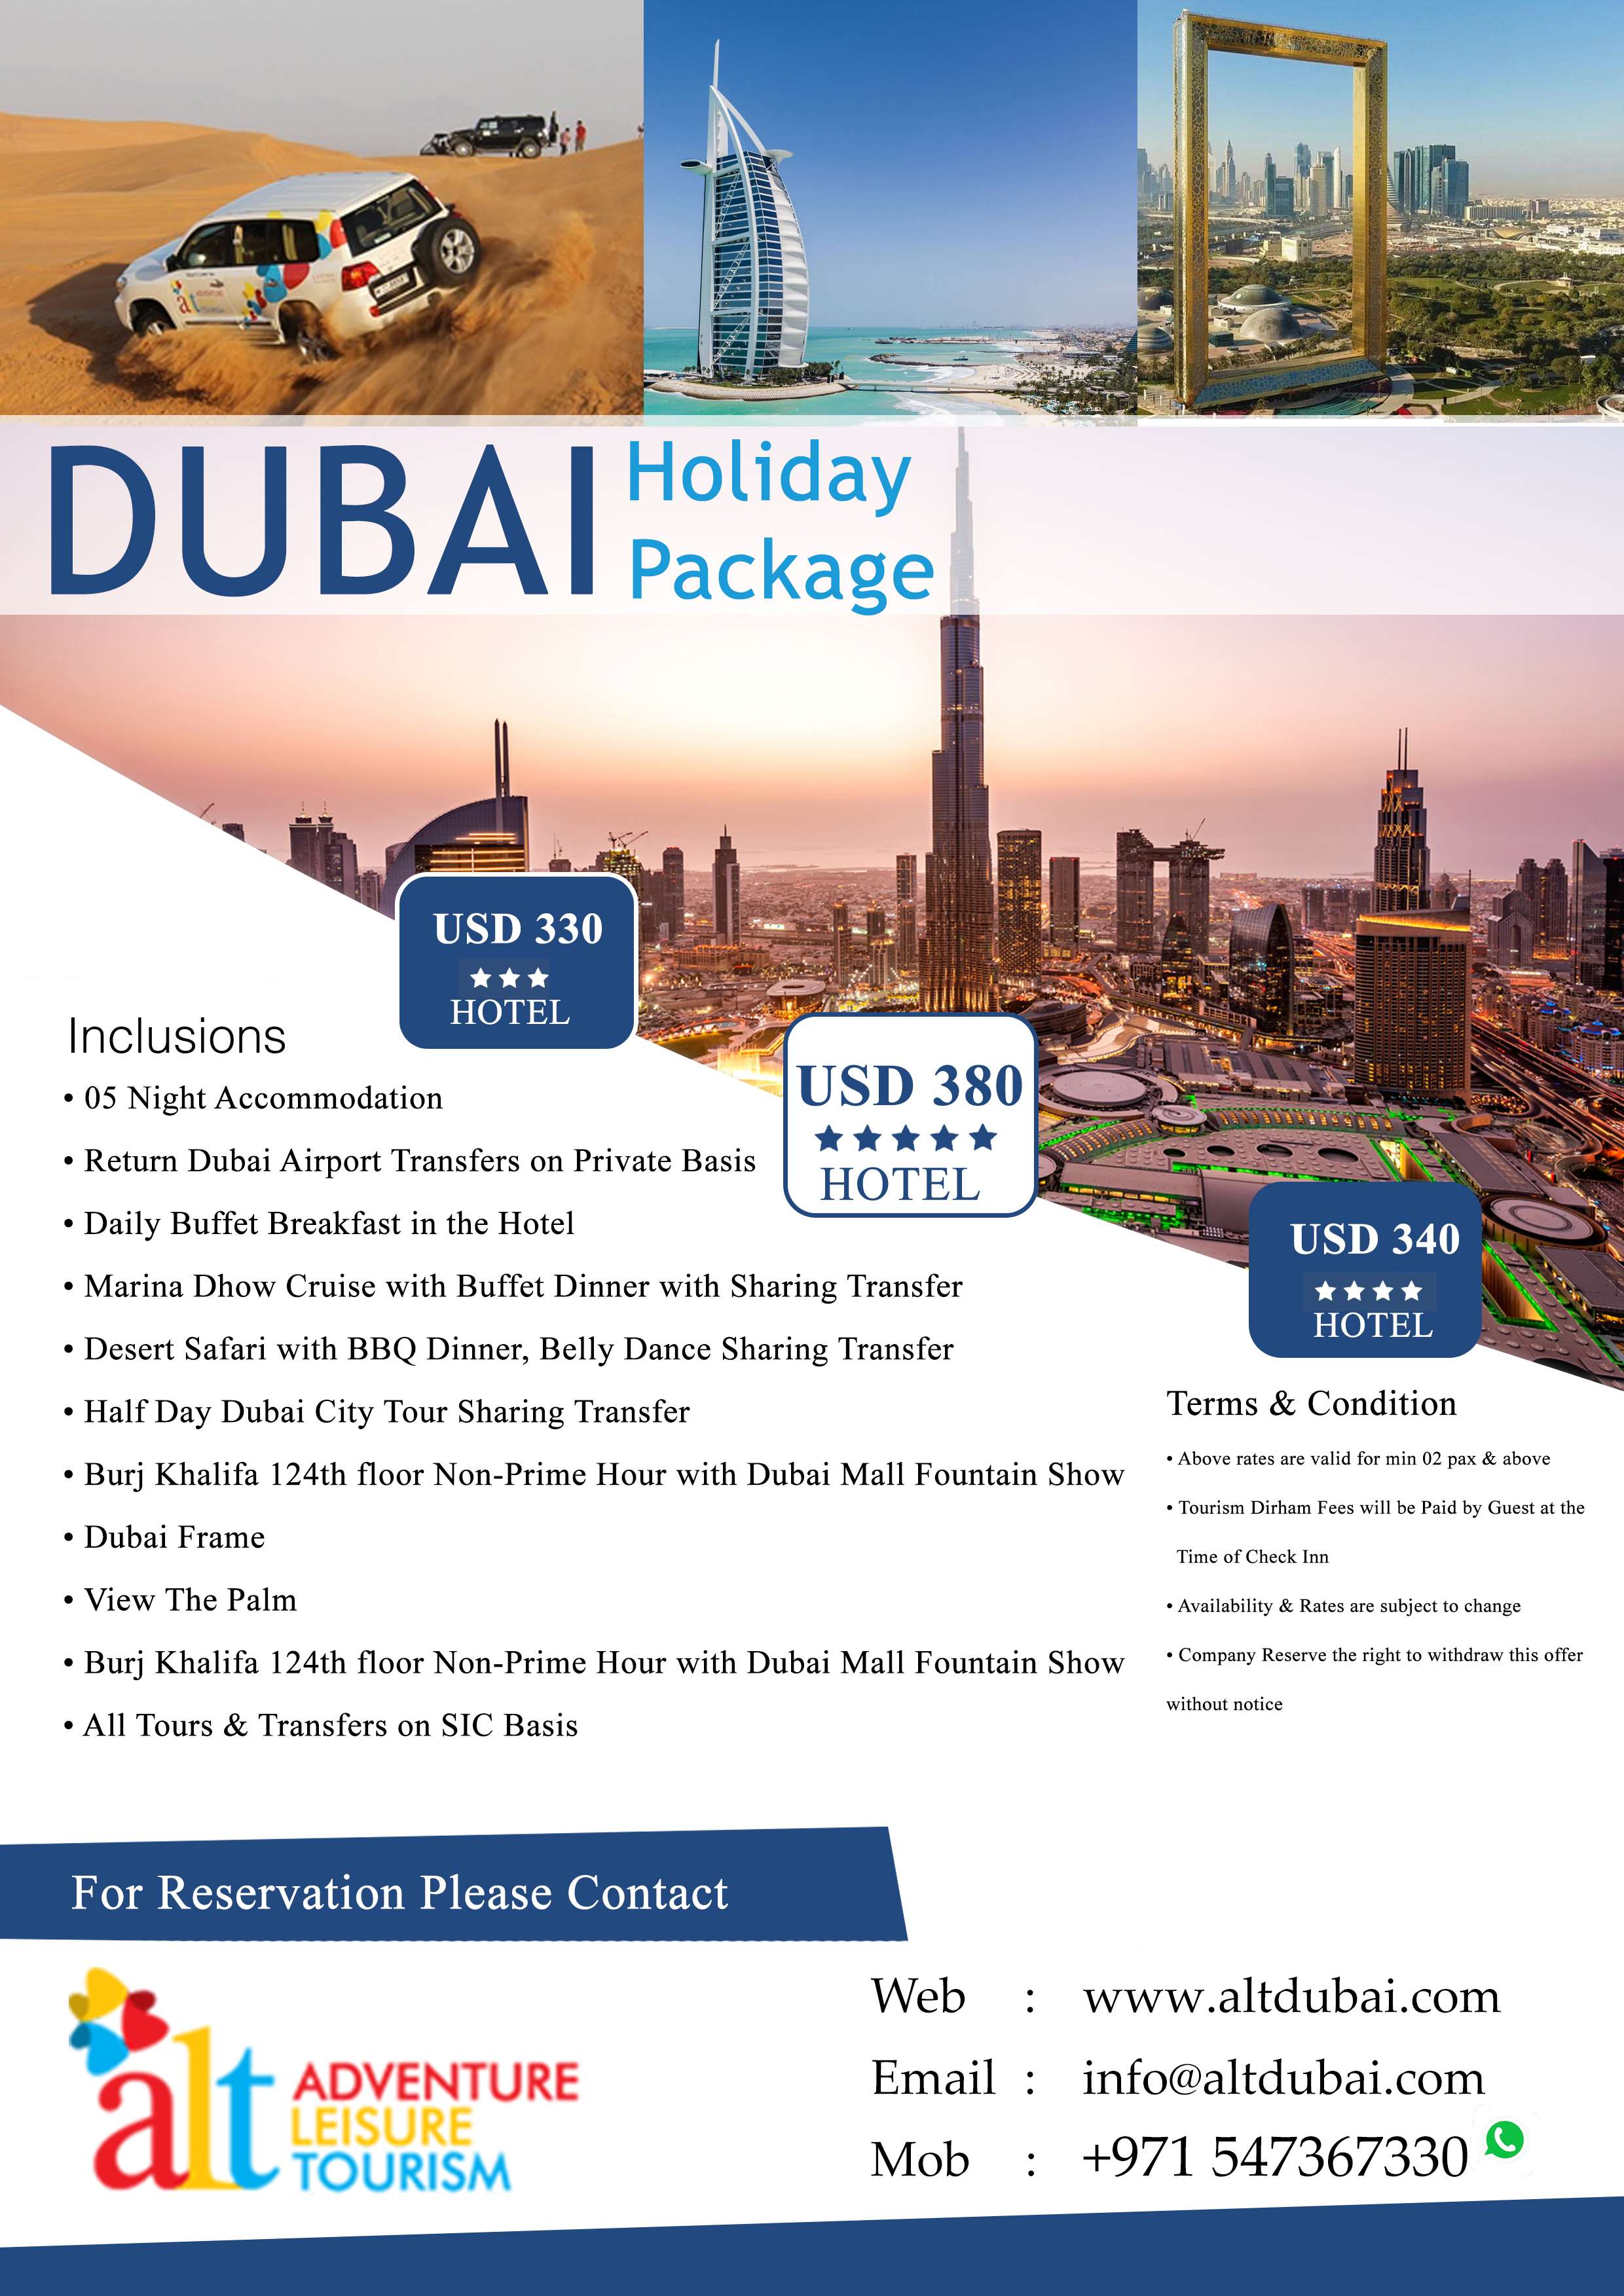 DUBAI Holiday
Package
USD 330
HOTEL
USD 380
HOTEL
USD 340
HOTEL
Inclusions
• 05 Night Accommodation
• Return Dubai Airport Transfers on Private Basis
• Daily Buffet Breakfast in the Hotel
• Marina Dhow Cruise with Buffet Dinner with Sharing Transfer
• Desert Safari with BBQ Dinner, Belly Dance Sharing Transfer
• Half Day Dubai City Tour Sharing Transfer
• Burj Khalifa 124th floor Non-Prime Hour with Dubai Mall Fountain Show
• Dubai Frame
• View The Palm
• Burj Khalifa 124th floor Non-Prime Hour with Dubai Mall Fountain Show
• All Tours & Transfers on SIC Basis
Terms & Condition
• Above rates are valid for min 02 pax & above
• Tourism Dirham Fees will be Paid by Guest at the
Time of Check Inn
• Availability & Rates are subject to change
• Company Reserve the right to withdraw this offer
without notice
For Reservation Please Contact
alt ADVENTURE
LEISURE
TOURISM
Web : www.altdubai.com
Email : info@altdubai.com
Mob : +971 547367330